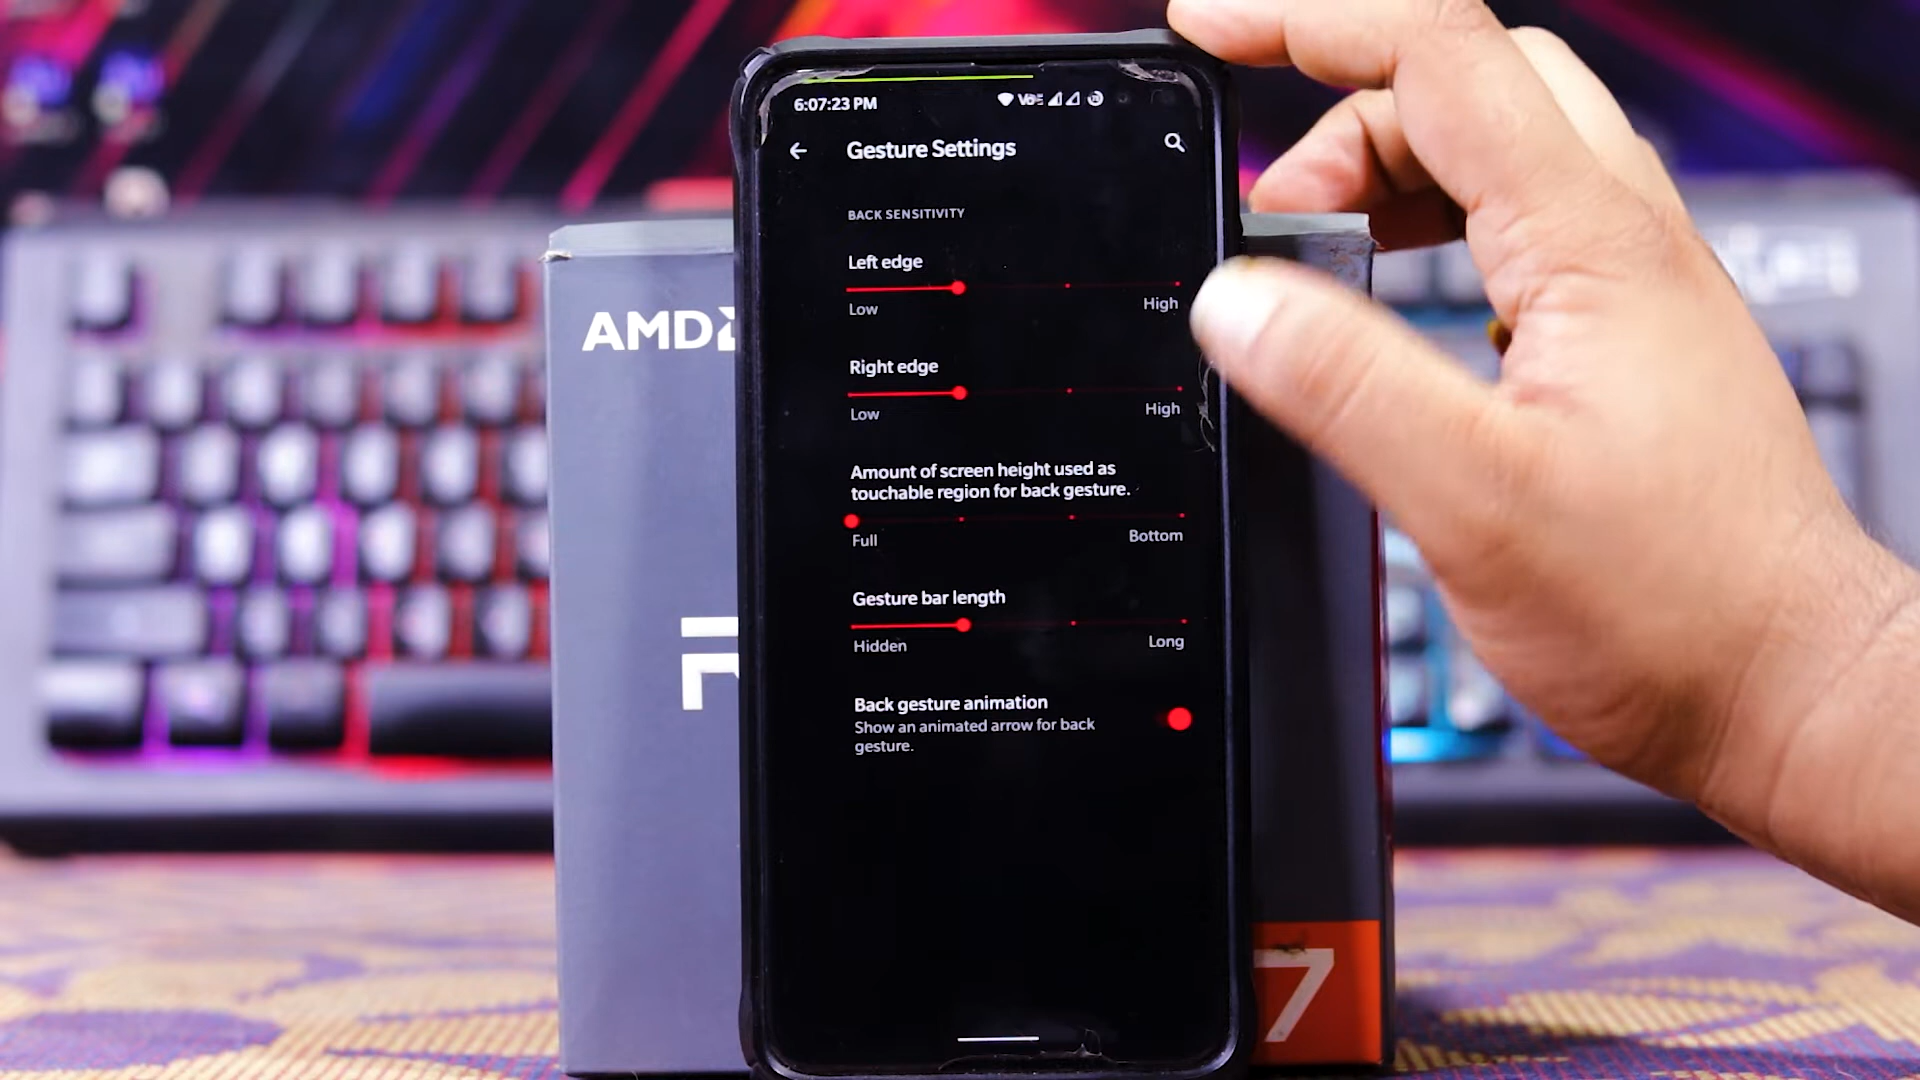 6:07:23 PM
Gesture Settings
BACK SENSITIVITY
Left edge
Low High
Right edge
Low High
Amount of screen height used as
touchable region for back gesture.
Full Bottom
Gesture bar length
Hidden Long
Back gesture animation
Show an animated arrow for back
gesture.
AMD
7